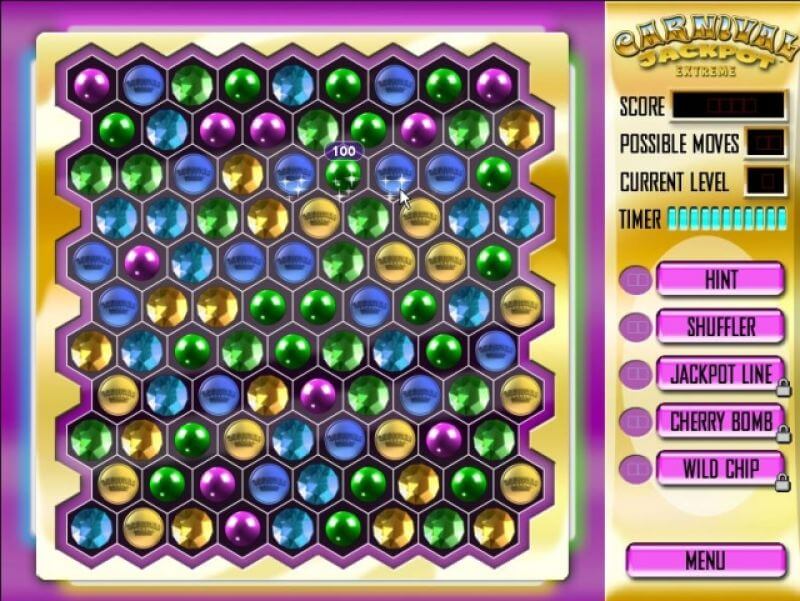 CARNIVAL
JACKPOT
EXTREME
SCORE
POSSIBLE MOVES
CURRENT LEVEL
TIMER
100
HINT
SHUFFLER
JACKPOT LINE
CHERRY BOMB
WILD CHIP
MENU